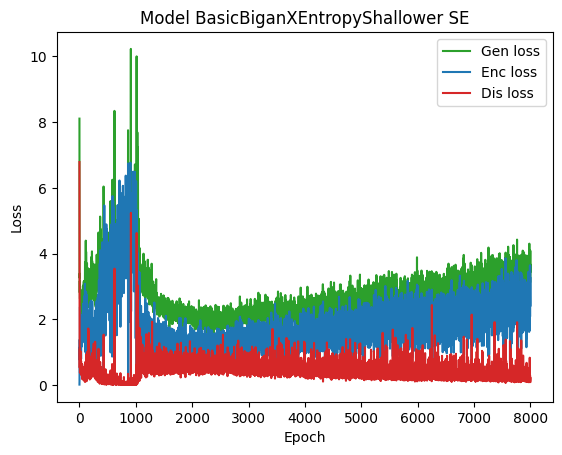 Model BasicBiganXEntropyShallower SE
Gen loss
Enc loss
Dis loss
10
8
6
4
2
0
Loss
0 1000 2000 3000 4000 5000 6000 7000 8000
Epoch